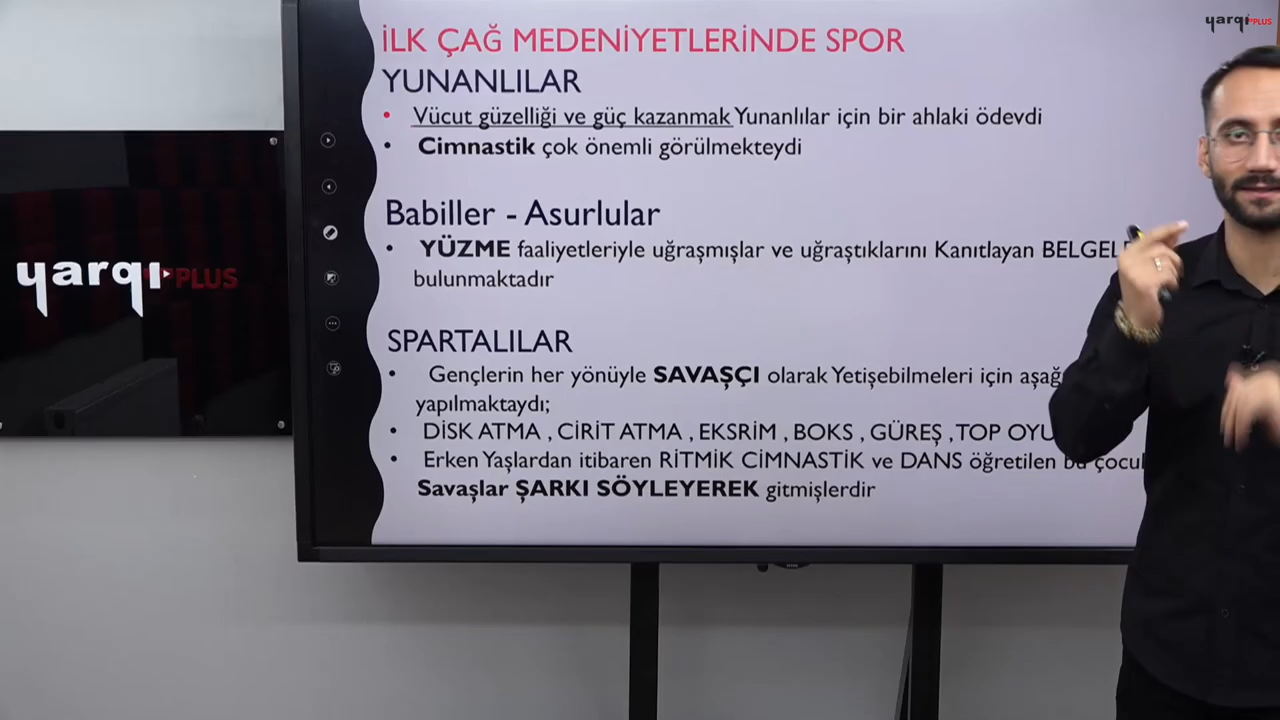 yarqı PLUS
İLK ÇAĞ MEDENİYETLERİNDE SPOR
YUNANLILAR
• Vücut güzelliği ve güç kazanmak Yunanlılar için bir ahlaki ödevdi
• Cimnastik çok önemli görülmekteydi
Babiller - Asurlular
• YÜZME faaliyetleriyle uğraşmışlar ve uğraştıklarını Kanıtlayan
bulunmaktadır
SPARTALILAR
• Gençlerin her yönüyle SAVAŞÇI olarak Yetişebilmeleri için
yapılmaktaydı;
• DİSK ATMA , CİRİT ATMA , EKSRİM , BOKS , GÜREŞ ,TOP
• Erken Yaşlardan itibaren RİTMİK CİMNASTİK ve DANS öğretilen bu
Savaşlar ŞARKI SÖYLEYEREK gitmişlerdir
yarqı PLUS